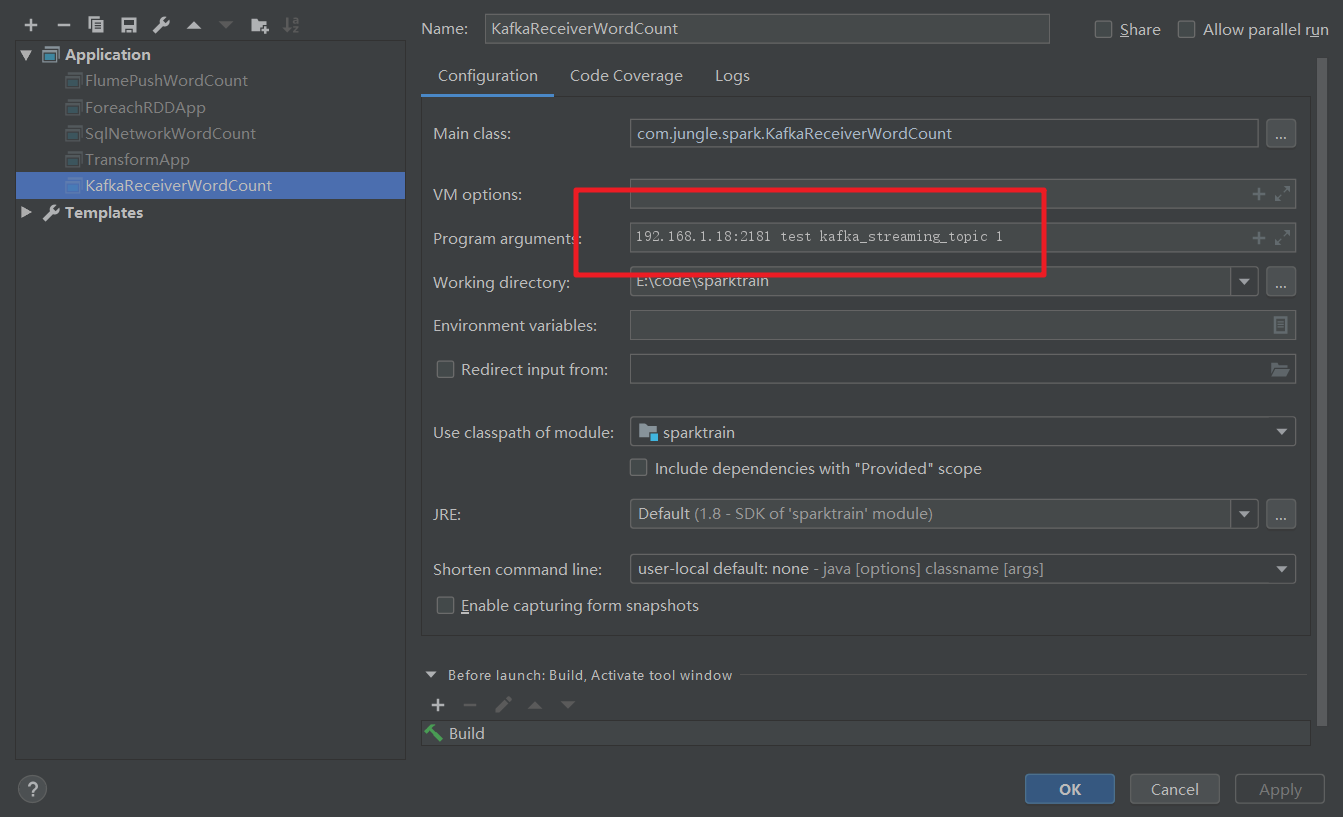 Name: KafkaReceiverWordCount Share Allow parallel run
Application
FlumePushWordCount
ForeachRDDApp
SqlNetworkWordCount
TransformApp
KafkaReceiverWordCount
Templates
Configuration Code Coverage Logs
Main class: com.jungle.spark.KafkaReceiverWordCount ...
VM options:
Program arguments: 192.168.1.18:2181 test kafka_streaming_topic 1
Working directory: E:\code\sparktrain ...
Environment variables:
Redirect input from:
Use classpath of module: sparktrain
Include dependencies with "Provided" scope
JRE: Default (1.8 - SDK of 'sparktrain' module) ...
Shorten command line: user-local default: none - java [options] classname [args]
Enable capturing form snapshots
Before launch: Build, Activate tool window
Build
? OK Cancel Apply